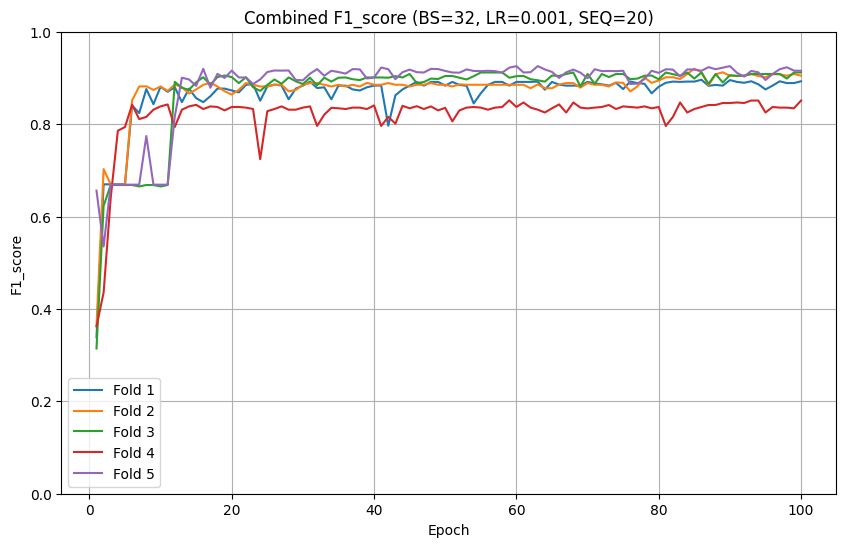 Combined F1_score (BS=32, LR=0.001, SEQ=20)
1.0
0.8
0.6
0.4
0.2
0.0
F1_score
Fold 1
Fold 2
Fold 3
Fold 4
Fold 5
0 20 40 60 80 100
Epoch